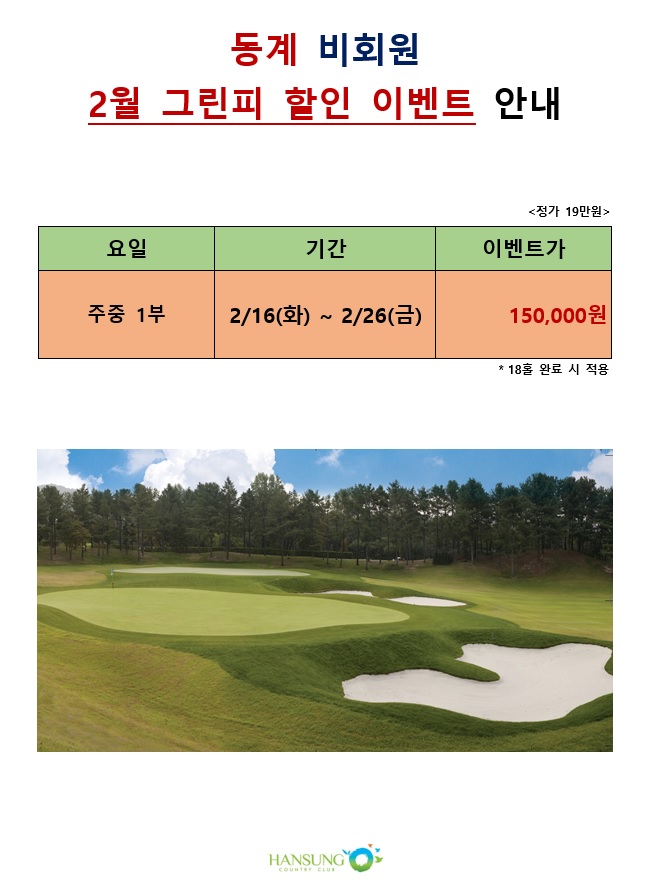 동계 비회원
2월 그린피 할인 이벤트 안내
<정가 19만원>
요일 기간 이벤트가
주중 1부 2/16(화) ~ 2/26(금) 150,000원
* 18홀 완료 시 적용
HANSUNG
COUNTRY CLUB